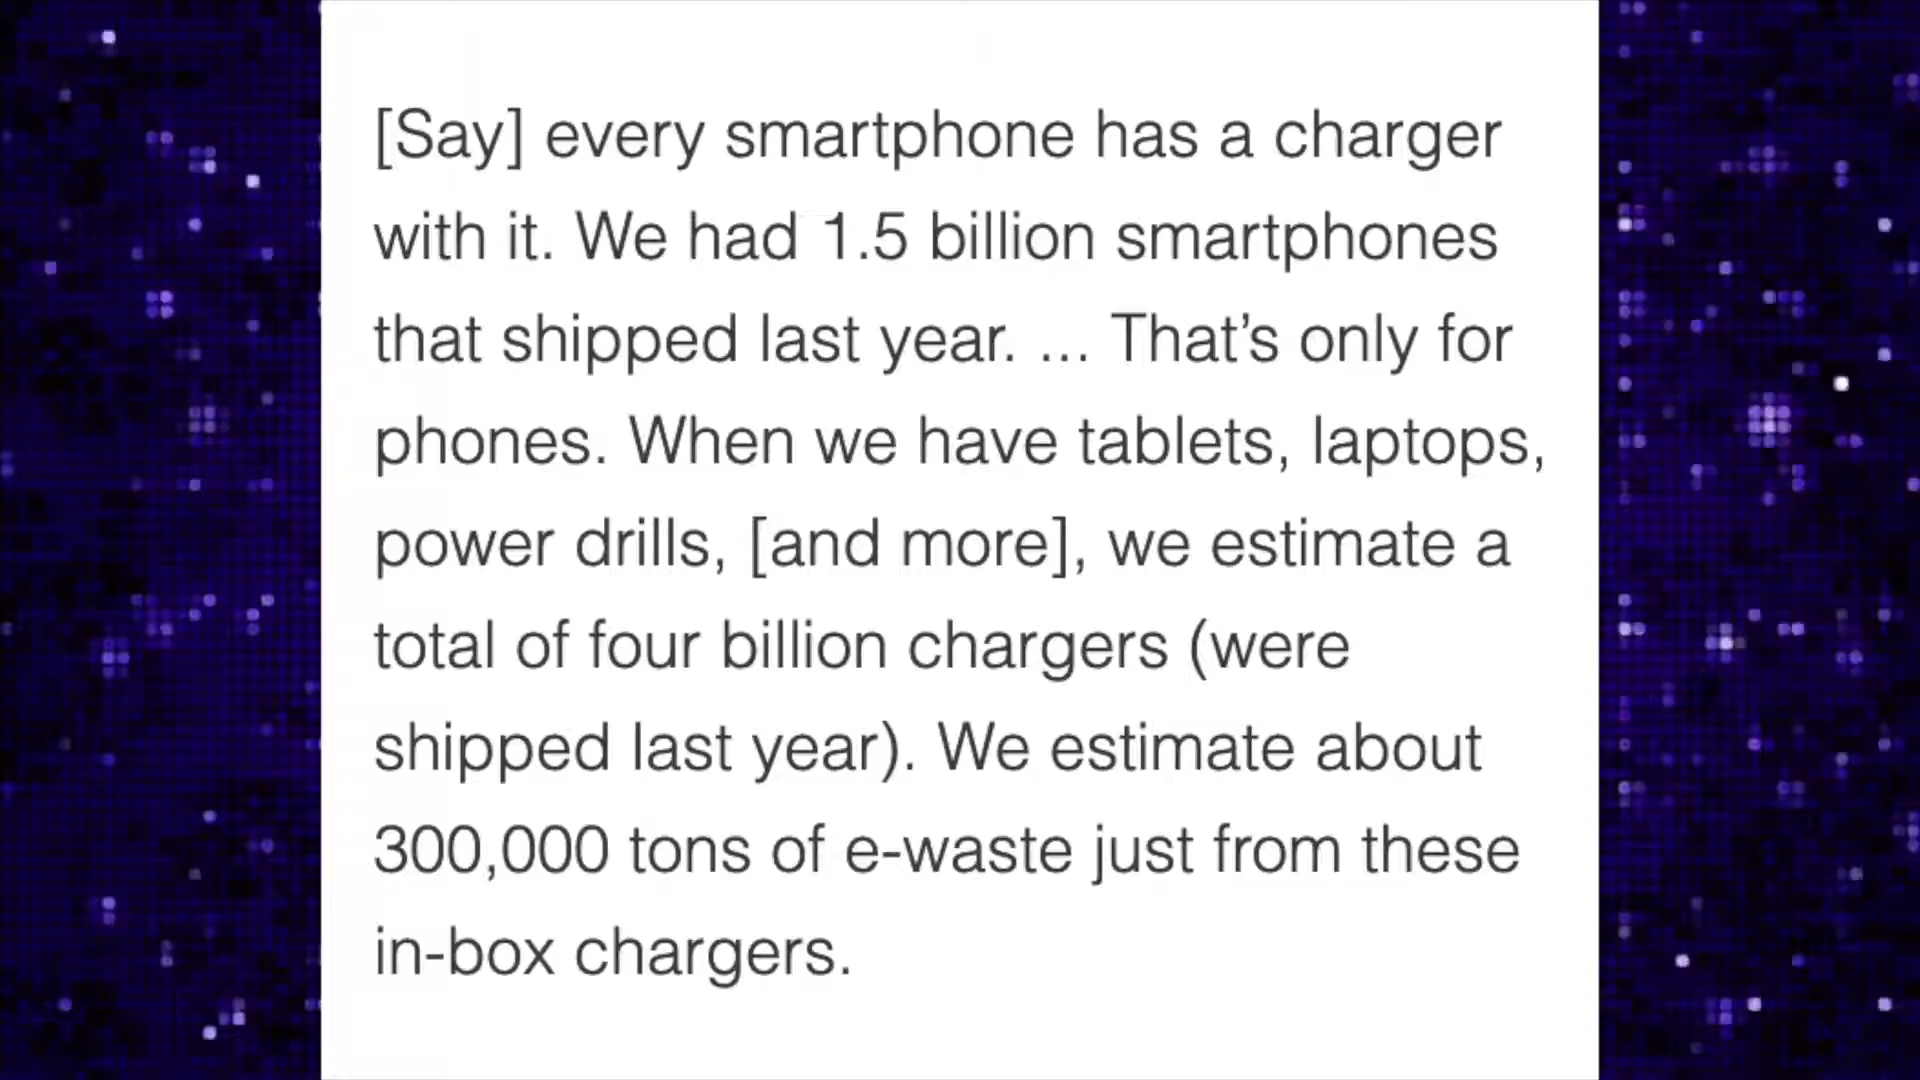 [Say] every smartphone has a charger
with it. We had 1.5 billion smartphones
that shipped last year. ... That’s only for
phones. When we have tablets, laptops,
power drills, [and more], we estimate a
total of four billion chargers (were
shipped last year). We estimate about
300,000 tons of e-waste just from these
in-box chargers.